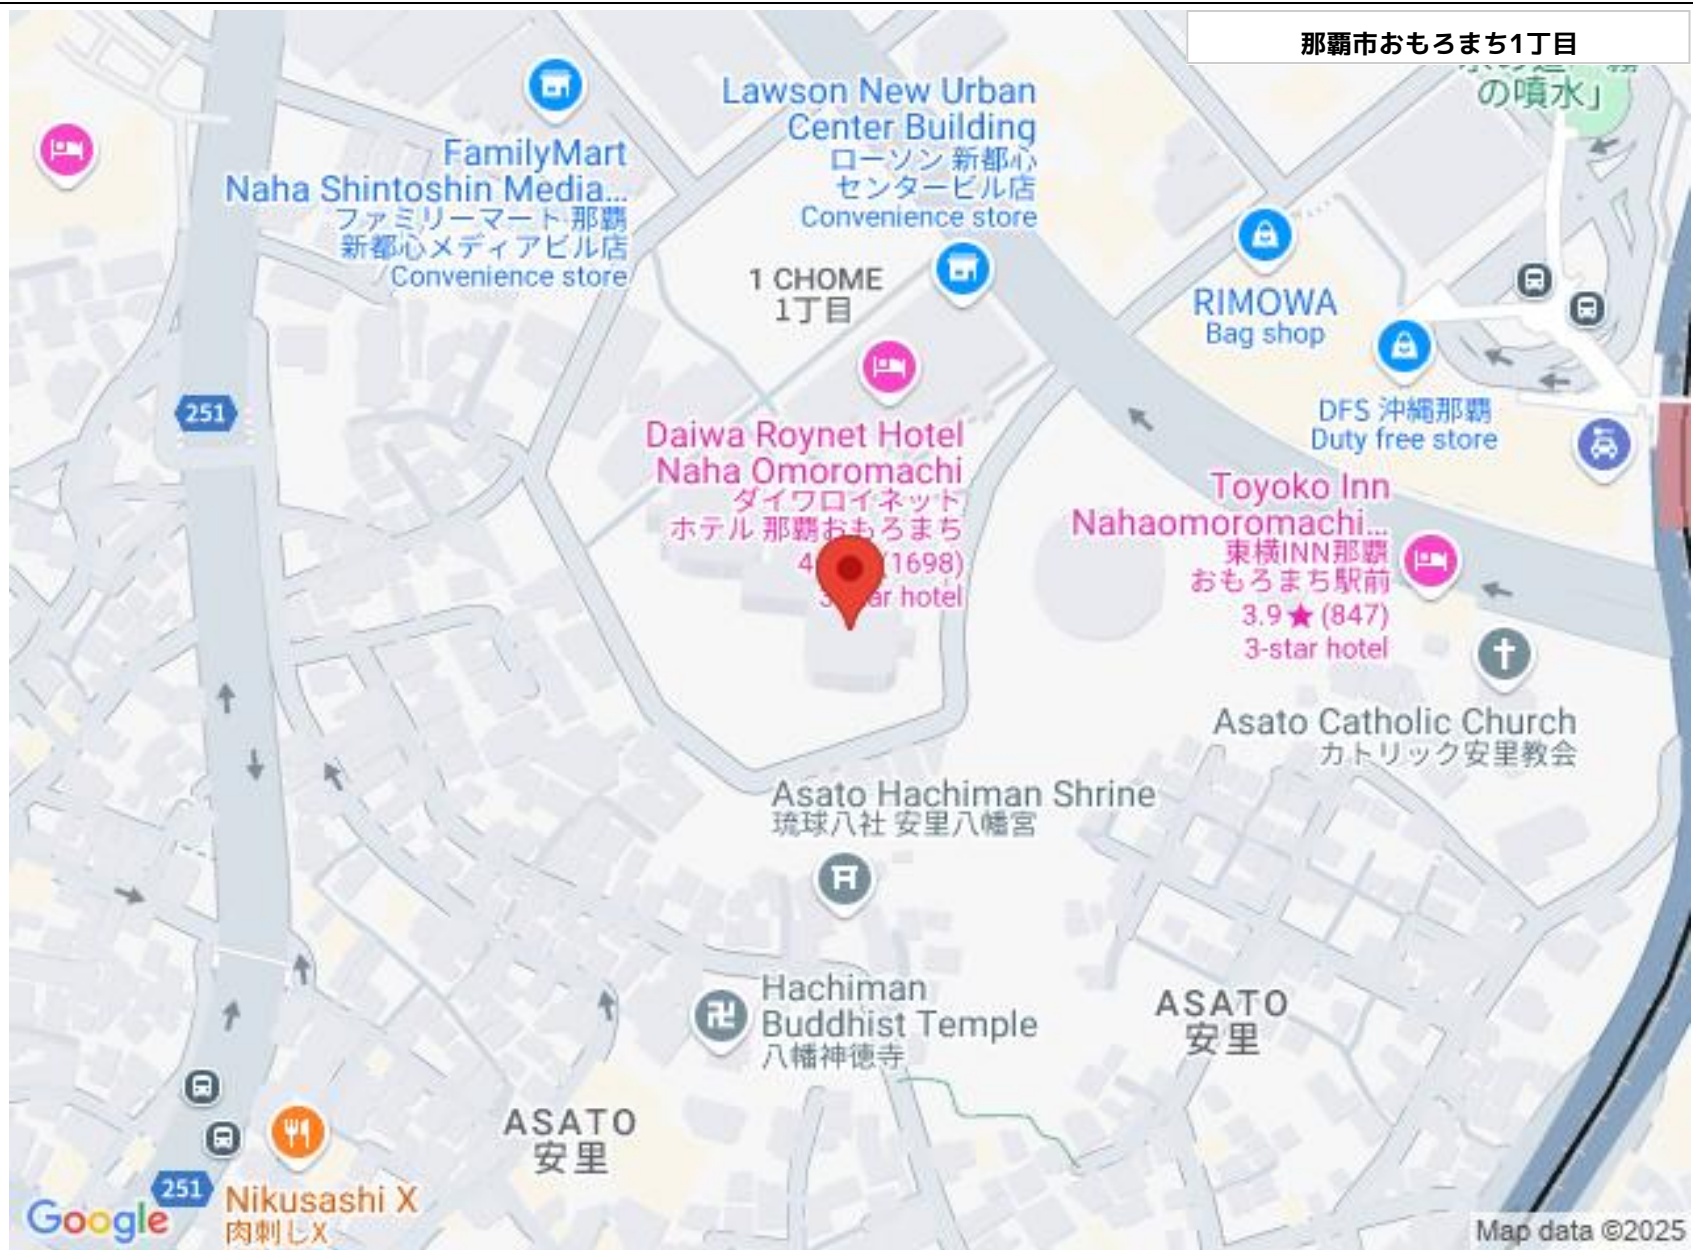 那覇市おもろまち1丁目
の噴水」
Lawson New Urban
Center Building
ローソン 新都心
センタービル店
Convenience store
FamilyMart
Naha Shintoshin Media...
ファミリーマート 那覇
新都心メディアビル店
Convenience store
1 CHOME
1丁目
RIMOWA
Bag shop
251
DFS 沖縄那覇
Duty free store
Daiwa Roynet Hotel
Naha Omoromachi
ダイワロイネット
ホテル 那覇おもろまち
(1698)
hotel
Toyoko Inn
Nahaomoromachi...
東横INN那覇
おもろまち駅前
3.9★(847)
3-star hotel
Asato Catholic Church
カトリック安里教会
Asato Hachiman Shrine
琉球八社 安里八幡宮
Hachiman
Buddhist Temple
八幡神徳寺
ASATO
安里
ASATO
安里
251
Nikusashi X
肉刺しX
Google
Map data ©2025